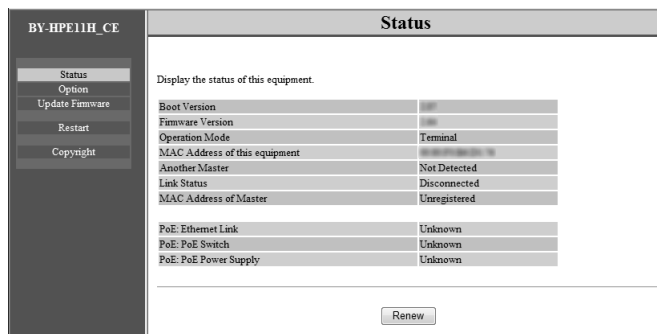 BY-HPE11H_CE
Status
Option
Update Firmware
Restart
Copyright
Status
Display the status of this equipment.
Boot Version
Firmware Version
Operation Mode Terminal
MAC Address of this equipment
Another Master Not Detected
Link Status Disconnected
MAC Address of Master Unregistered
PoE: Ethernet Link Unknown
PoE: PoE Switch Unknown
PoE: PoE Power Supply Unknown
Renew